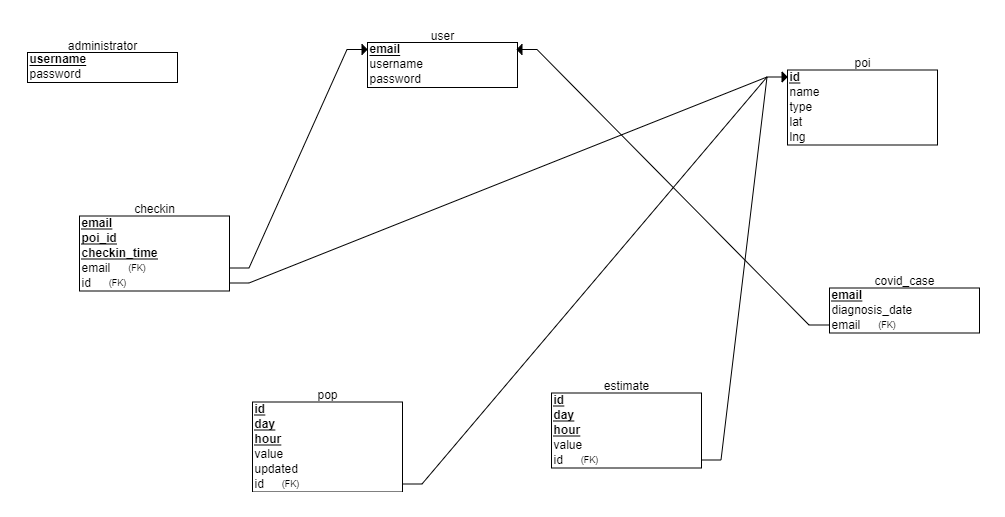 administrator
username
password
user
email
username
password
poi
id
name
type
lat
lng
checkin
email
poi_id
checkin_time
email (FK)
id (FK)
covid_case
email
diagnosis_date
email (FK)
pop
id
day
hour
value
updated
id (FK)
estimate
id
day
hour
value
id (FK)